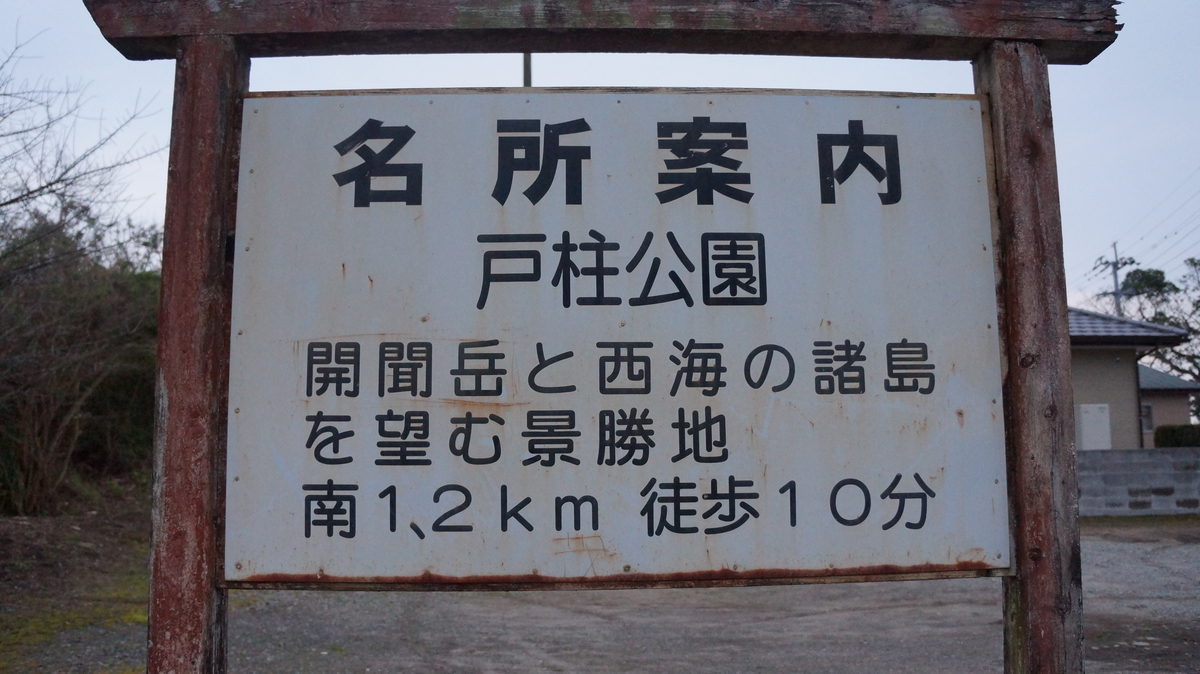 名所案内
戸柱公園
開聞岳と西海の諸島
を望む景勝地
南1、2km 徒歩10分